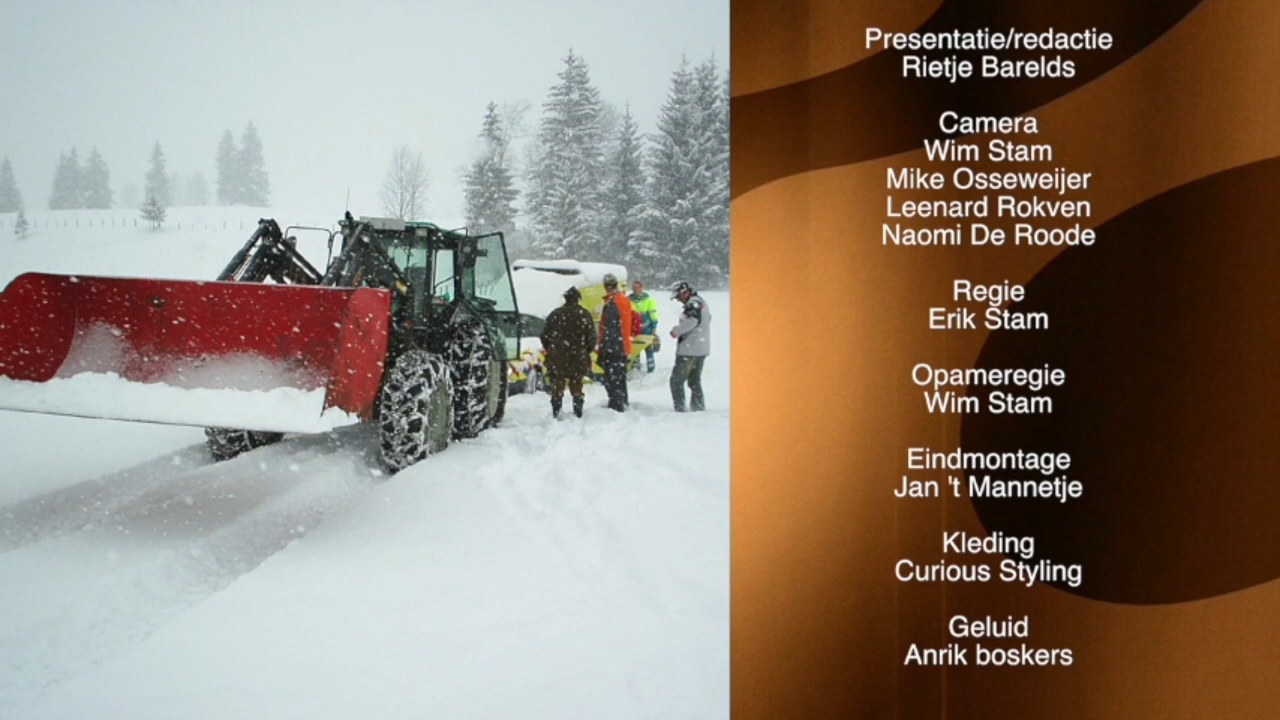 Presentatie/redactie
Rietje Barelds
Camera
Wim Stam
Mike Osseweijer
Leenard Rokven
Naomi De Roode
Regie
Erik Stam
Opameregie
Wim Stam
Eindmontage
Jan 't Mannetje
Kleding
Curious Styling
Geluid
Anrik boskers